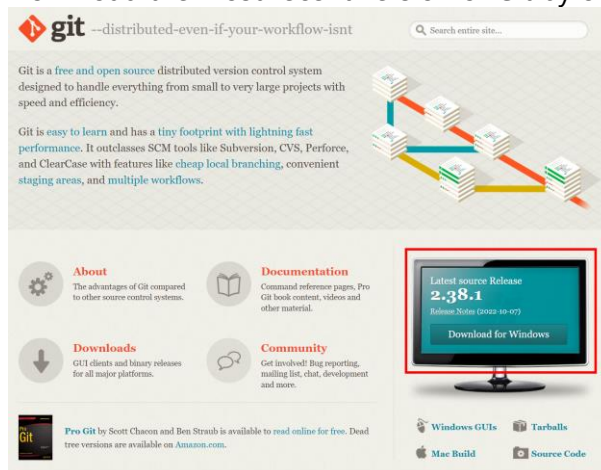 git --distributed-even-if-your-workflow-isnt
Search entire site...
Git is a free and open source distributed version control system
designed to handle everything from small to very large projects with
speed and efficiency.
Git is easy to learn and has a tiny footprint with lightning fast
performance. It outclasses SCM tools like Subversion, CVS, Perforce,
and ClearCase with features like cheap local branching, convenient
staging areas, and multiple workflows.
About
The advantages of Git compared
to other source control systems.
Documentation
Command reference pages, Pro
Git book content, videos and
other material.
Downloads
GUI clients and binary releases
for all major platforms.
Community
Get involved! Bug reporting,
mailing list, chat, development
and more.
Latest source Release
2.38.1
Release Notes (2022-10-07)
Download for Windows
Pro
Git
Pro Git by Scott Chacon and Ben Straub is available to read online for free. Dead
tree versions are available on Amazon.com.
Windows GUIs
Tarballs
Mac Build
Source Code